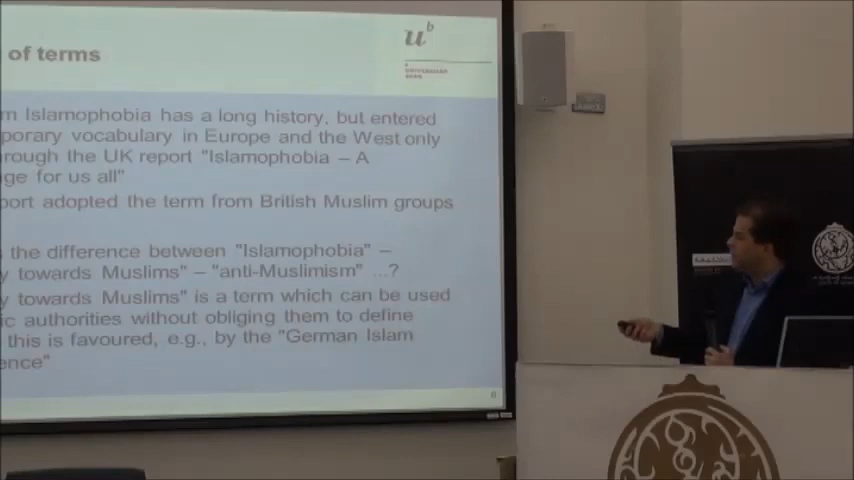 of terms
u b
UNIVERSITÄT
BERN
m Islamophobia has a long history, but entered
porary vocabulary in Europe and the West only
hrough the UK report "Islamophobia – A
ge for us all"
port adopted the term from British Muslim groups
the difference between "Islamophobia" –
y towards Muslims" – "anti-Muslimism" ...?
y towards Muslims" is a term which can be used
ic authorities without obliging them to define
this is favoured, e.g., by the "German Islam
ence"